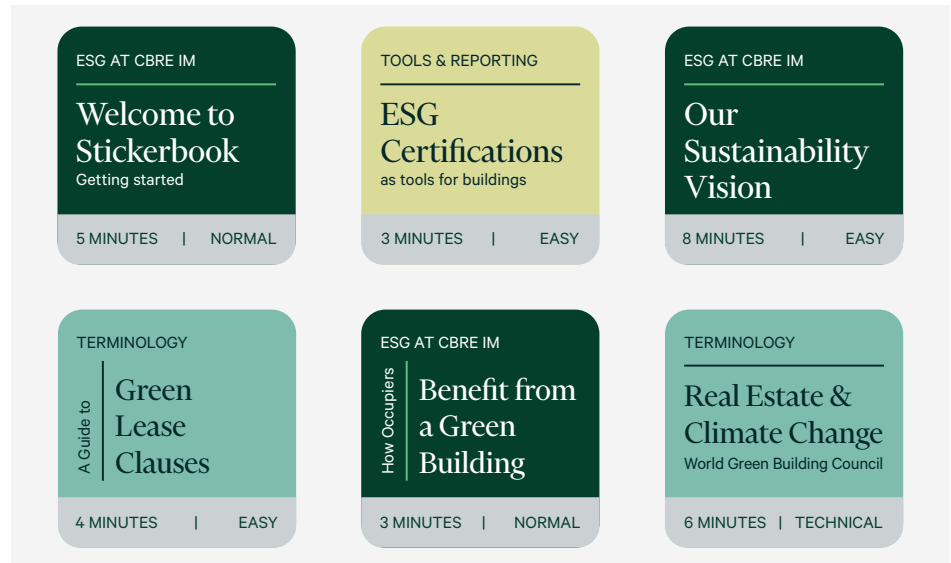 ESG AT CBRE IM
Welcome to
Stickerbook
Getting started
5 MINUTES | NORMAL
TOOLS & REPORTING
ESG
Certifications
as tools for buildings
3 MINUTES | EASY
ESG AT CBRE IM
Our
Sustainability
Vision
8 MINUTES | EASY
TERMINOLOGY
A Guide to
Green
Lease
Clauses
4 MINUTES | EASY
ESG AT CBRE IM
How Occupiers
Benefit from
a Green
Building
3 MINUTES | NORMAL
TERMINOLOGY
Real Estate &
Climate Change
World Green Building Council
6 MINUTES | TECHNICAL